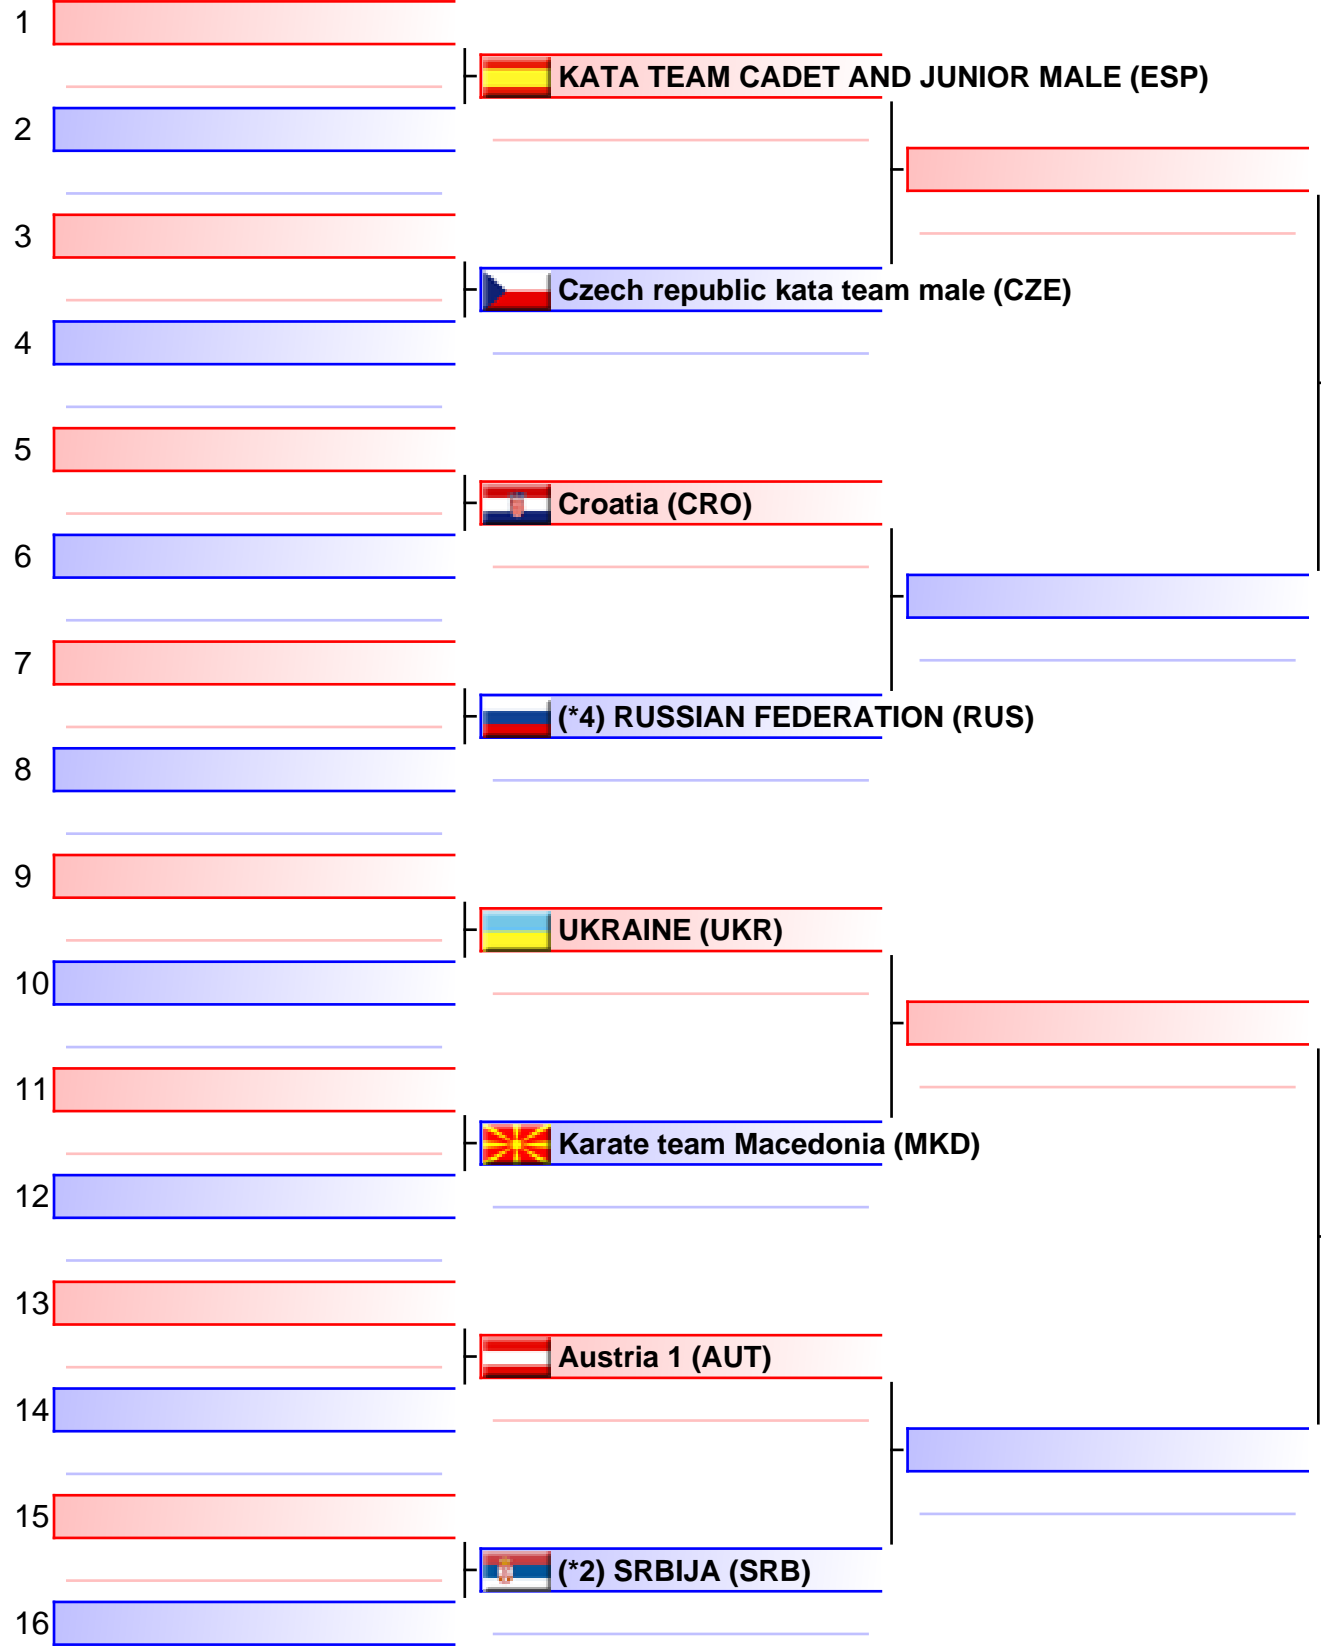 1
KATA TEAM CADET AND JUNIOR MALE (ESP)
2
3
Czech republic kata team male (CZE)
4
5
Croatia (CRO)
6
7
(*4) RUSSIAN FEDERATION (RUS)
8
9
UKRAINE (UKR)
10
11
Karate team Macedonia (MKD)
12
13
Austria 1 (AUT)
14
15
(*2) SRBIJA (SRB)
16